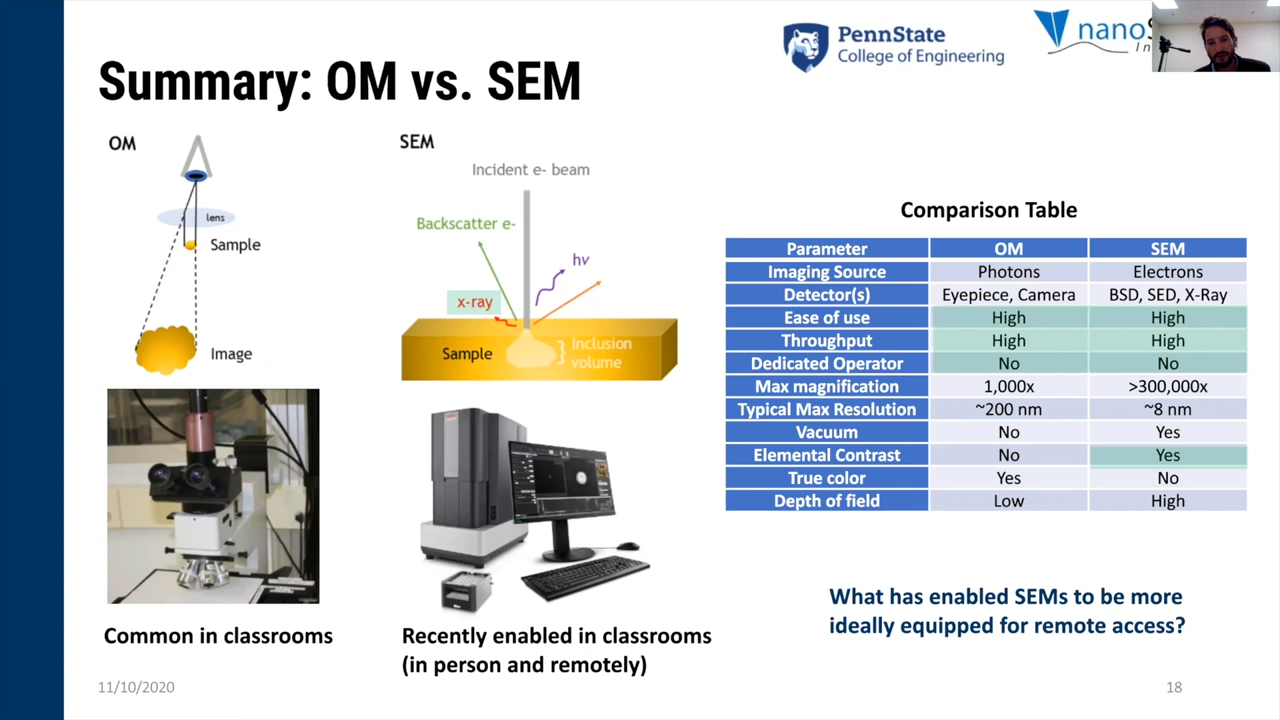 PennState
College of Engineering
nano
Summary: OM vs. SEM
OM
lens
Sample
Image
SEM
Incident e- beam
Backscatter e-
hν
x-ray
Sample
Inclusion
volume
Comparison Table
Parameter OM SEM
Imaging Source Photons Electrons
Detector(s) Eyepiece, Camera BSD, SED, X-Ray
Ease of use High High
Throughput High High
Dedicated Operator No No
Max magnification 1,000x >300,000x
Typical Max Resolution ~200 nm ~8 nm
Vacuum No Yes
Elemental Contrast No Yes
True color Yes No
Depth of field Low High
Common in classrooms
Recently enabled in classrooms
(in person and remotely)
What has enabled SEMs to be more
ideally equipped for remote access?
11/10/2020
18